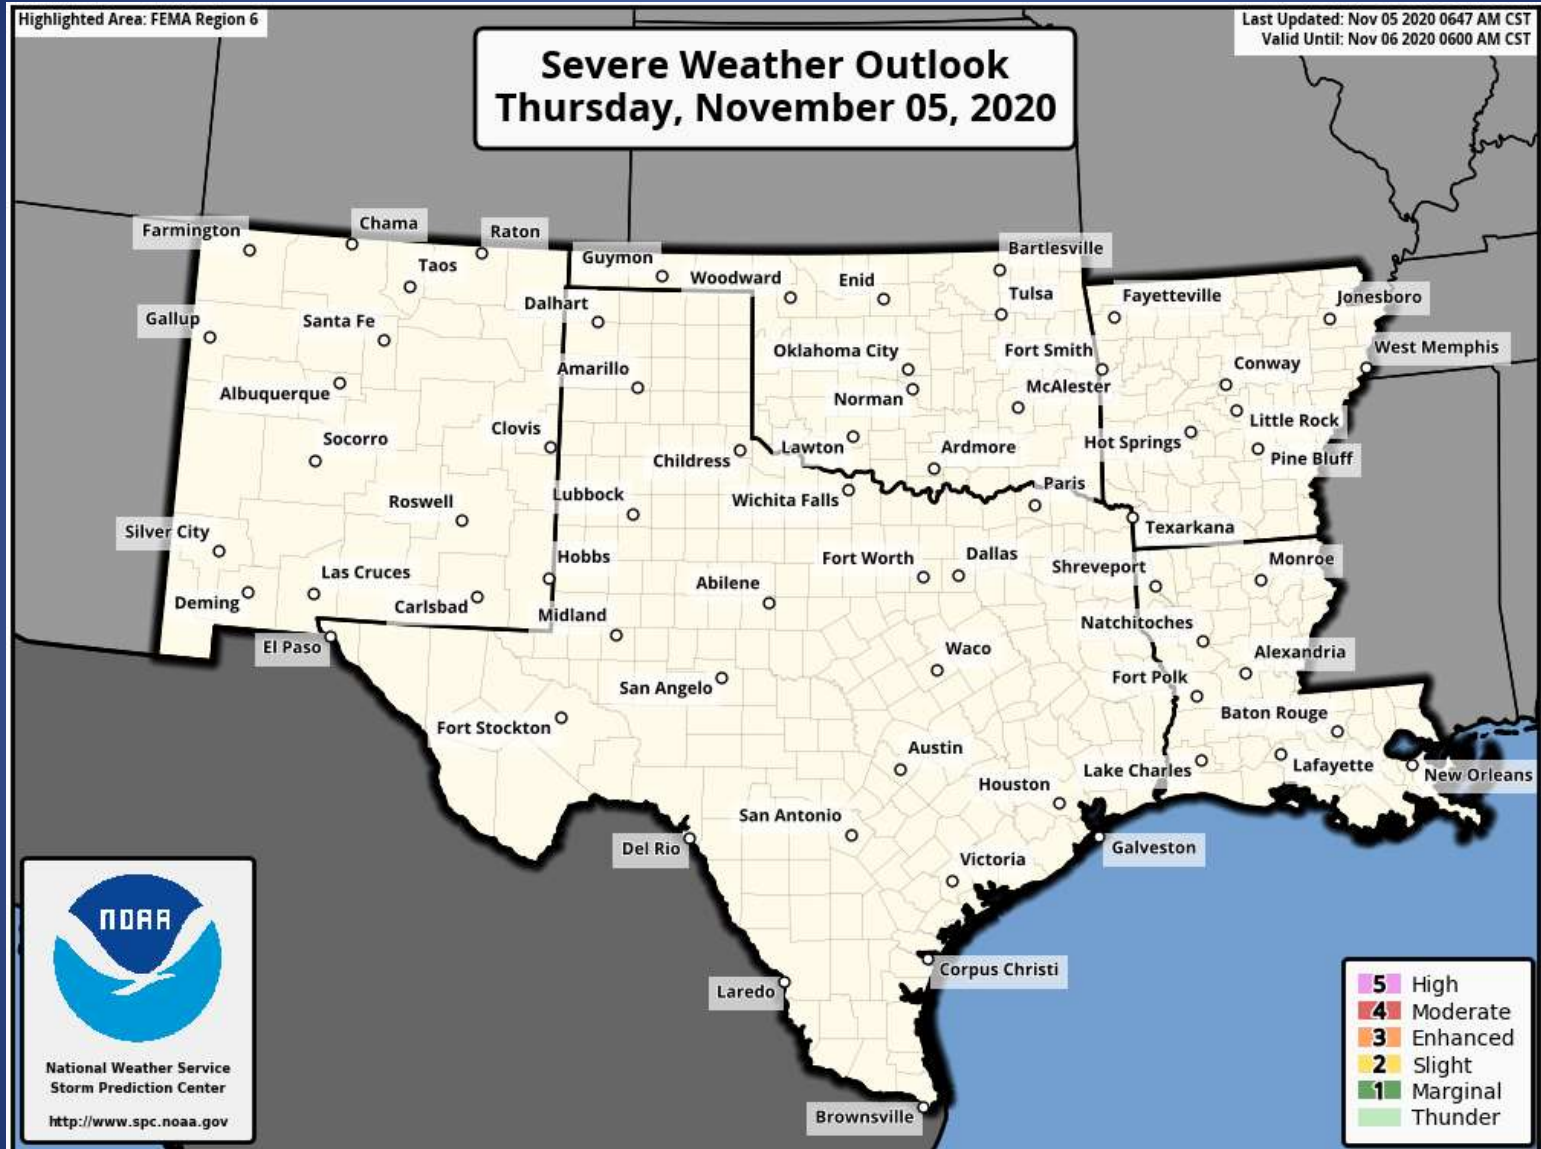 Highlighted Area: FEMA Region 6
Last Updated: Nov 05 2020 0647 AM CST
Valid Until: Nov 06 2020 0600 AM CST
Severe Weather Outlook
Thursday, November 05, 2020
Farmington
Chama
Raton
Taos
Guymon
Woodward
Enid
Bartlesville
Tulsa
Fayetteville
Jonesboro
Gallup
Santa Fe
Dalhart
Oklahoma City
Fort Smith
Conway
West Memphis
Albuquerque
Amarillo
Norman
McAlester
Little Rock
Socorro
Clovis
Childress
Lawton
Ardmore
Hot Springs
Pine Bluff
Roswell
Lubbock
Wichita Falls
Paris
Texarkana
Silver City
Las Cruces
Hobbs
Abilene
Fort Worth
Dallas
Shreveport
Monroe
Deming
Carlsbad
Midland
Natchitoches
El Paso
San Angelo
Waco
Fort Polk
Alexandria
Fort Stockton
Austin
Baton Rouge
Houston
Lake Charles
Lafayette
New Orleans
San Antonio
Del Rio
Victoria
Galveston
Corpus Christi
Laredo
Brownsville
NOAA
National Weather Service
Storm Prediction Center
http://www.spc.noaa.gov
5 High
4 Moderate
3 Enhanced
2 Slight
1 Marginal
Thunder